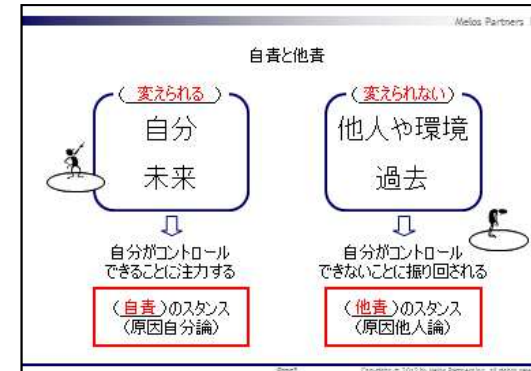 Melos Partners
自責と他責
( 変えられる )
自分
未来
自分がコントロール
できることに注力する
( 自責 )のスタンス
(原因自分論)
( 変えられない )
他人や環境
過去
自分がコントロール
できないことに振り回される
( 他責 )のスタンス
(原因他人論)